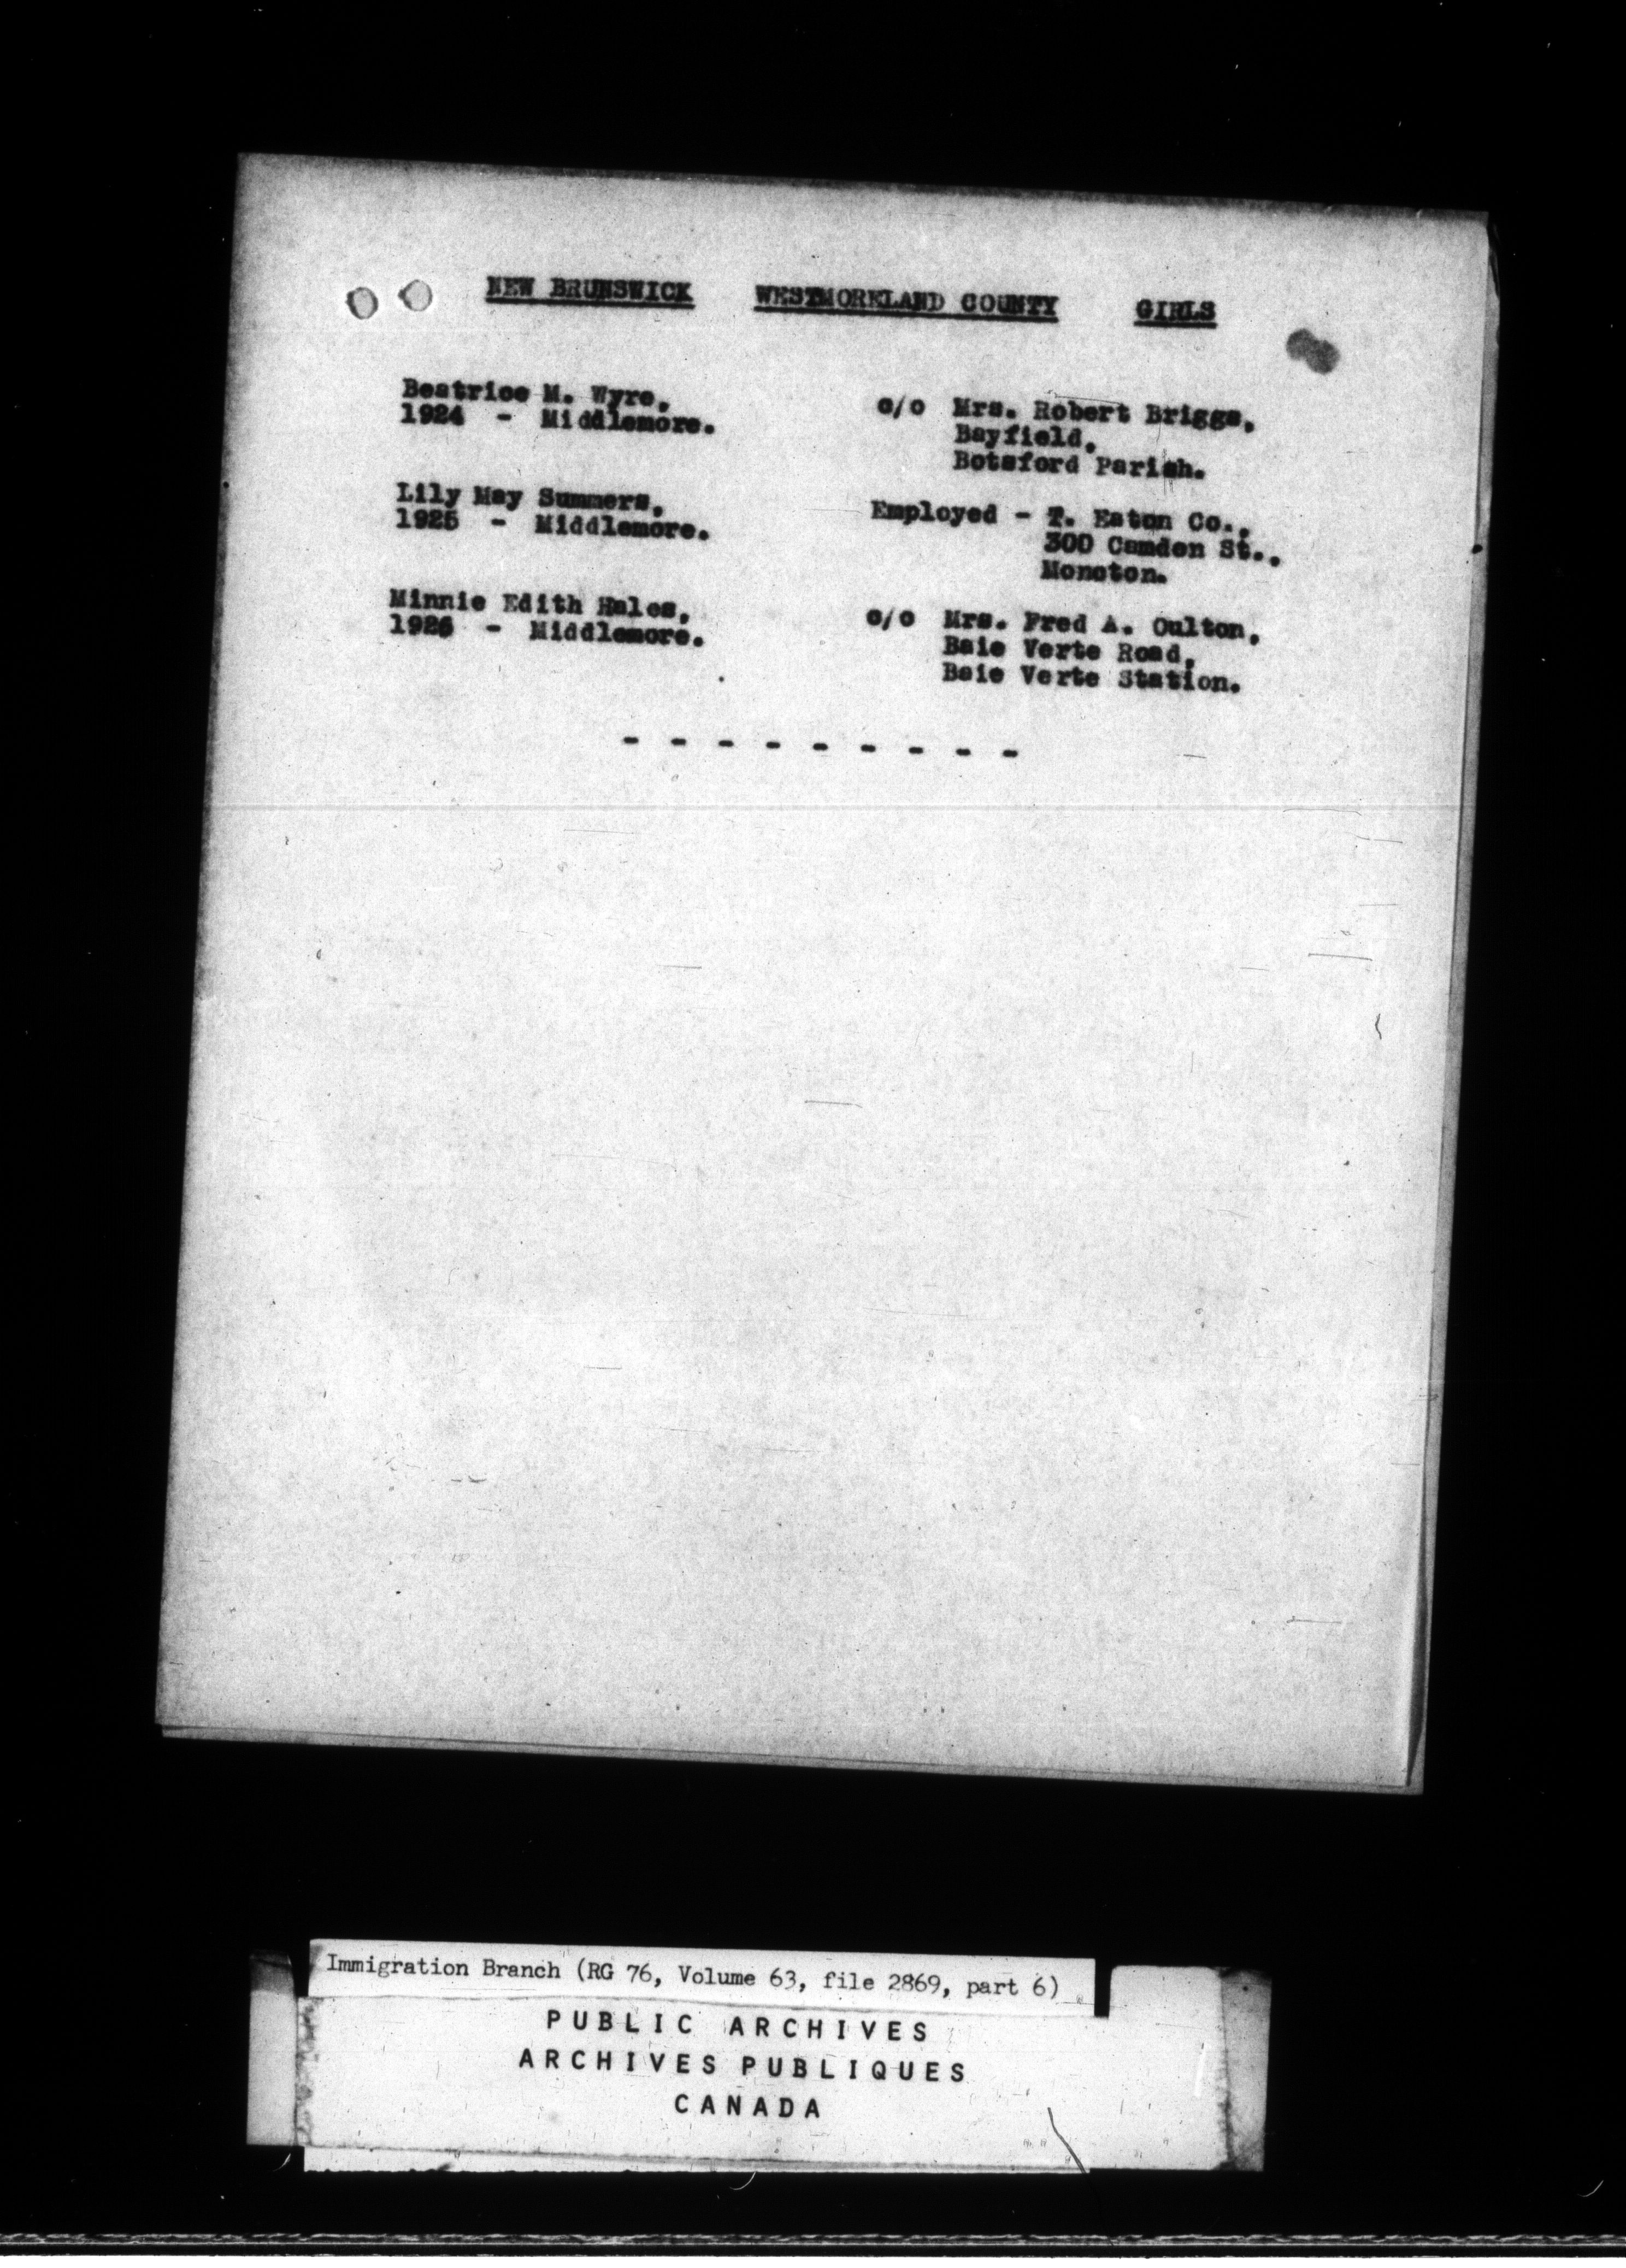 NEW BRUNSWICK WESTMORELAND COUNTY GIRLS
Beatrice M. Wyre,
1924 - Middlemore.
c/o Mrs. Robert Briggs,
Bayfield,
Botsford Parish.
Lily May Summers,
1925 - Middlemore.
Employed - T. Eaton Co.,
300 Camden St.,
Moncton.
Minnie Edith Hales,
1926 - Middlemore.
c/o Mrs. Fred A. Oulton,
Baie Verte Road,
Baie Verte Station.
- - - - - - - - -
Immigration Branch (RG 76, Volume 63, file 2869, part 6)
PUBLIC ARCHIVES
ARCHIVES PUBLIQUES
CANADA